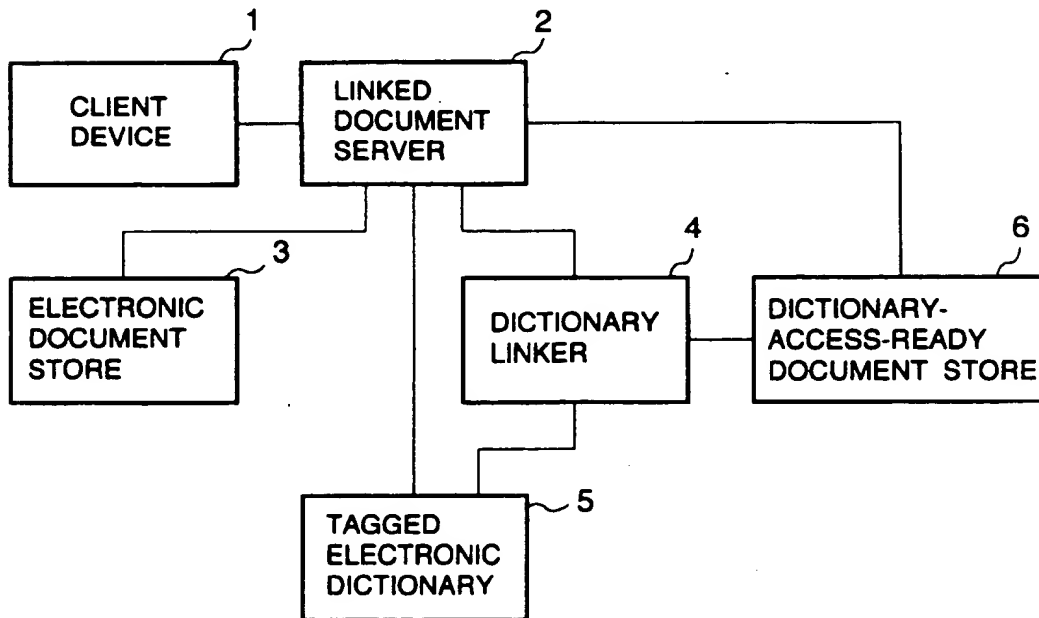 1
CLIENT
DEVICE
2
LINKED
DOCUMENT
SERVER
3
ELECTRONIC
DOCUMENT
STORE
4
DICTIONARY
LINKER
6
DICTIONARY-
ACCESS-READY
DOCUMENT STORE
5
TAGGED
ELECTRONIC
DICTIONARY